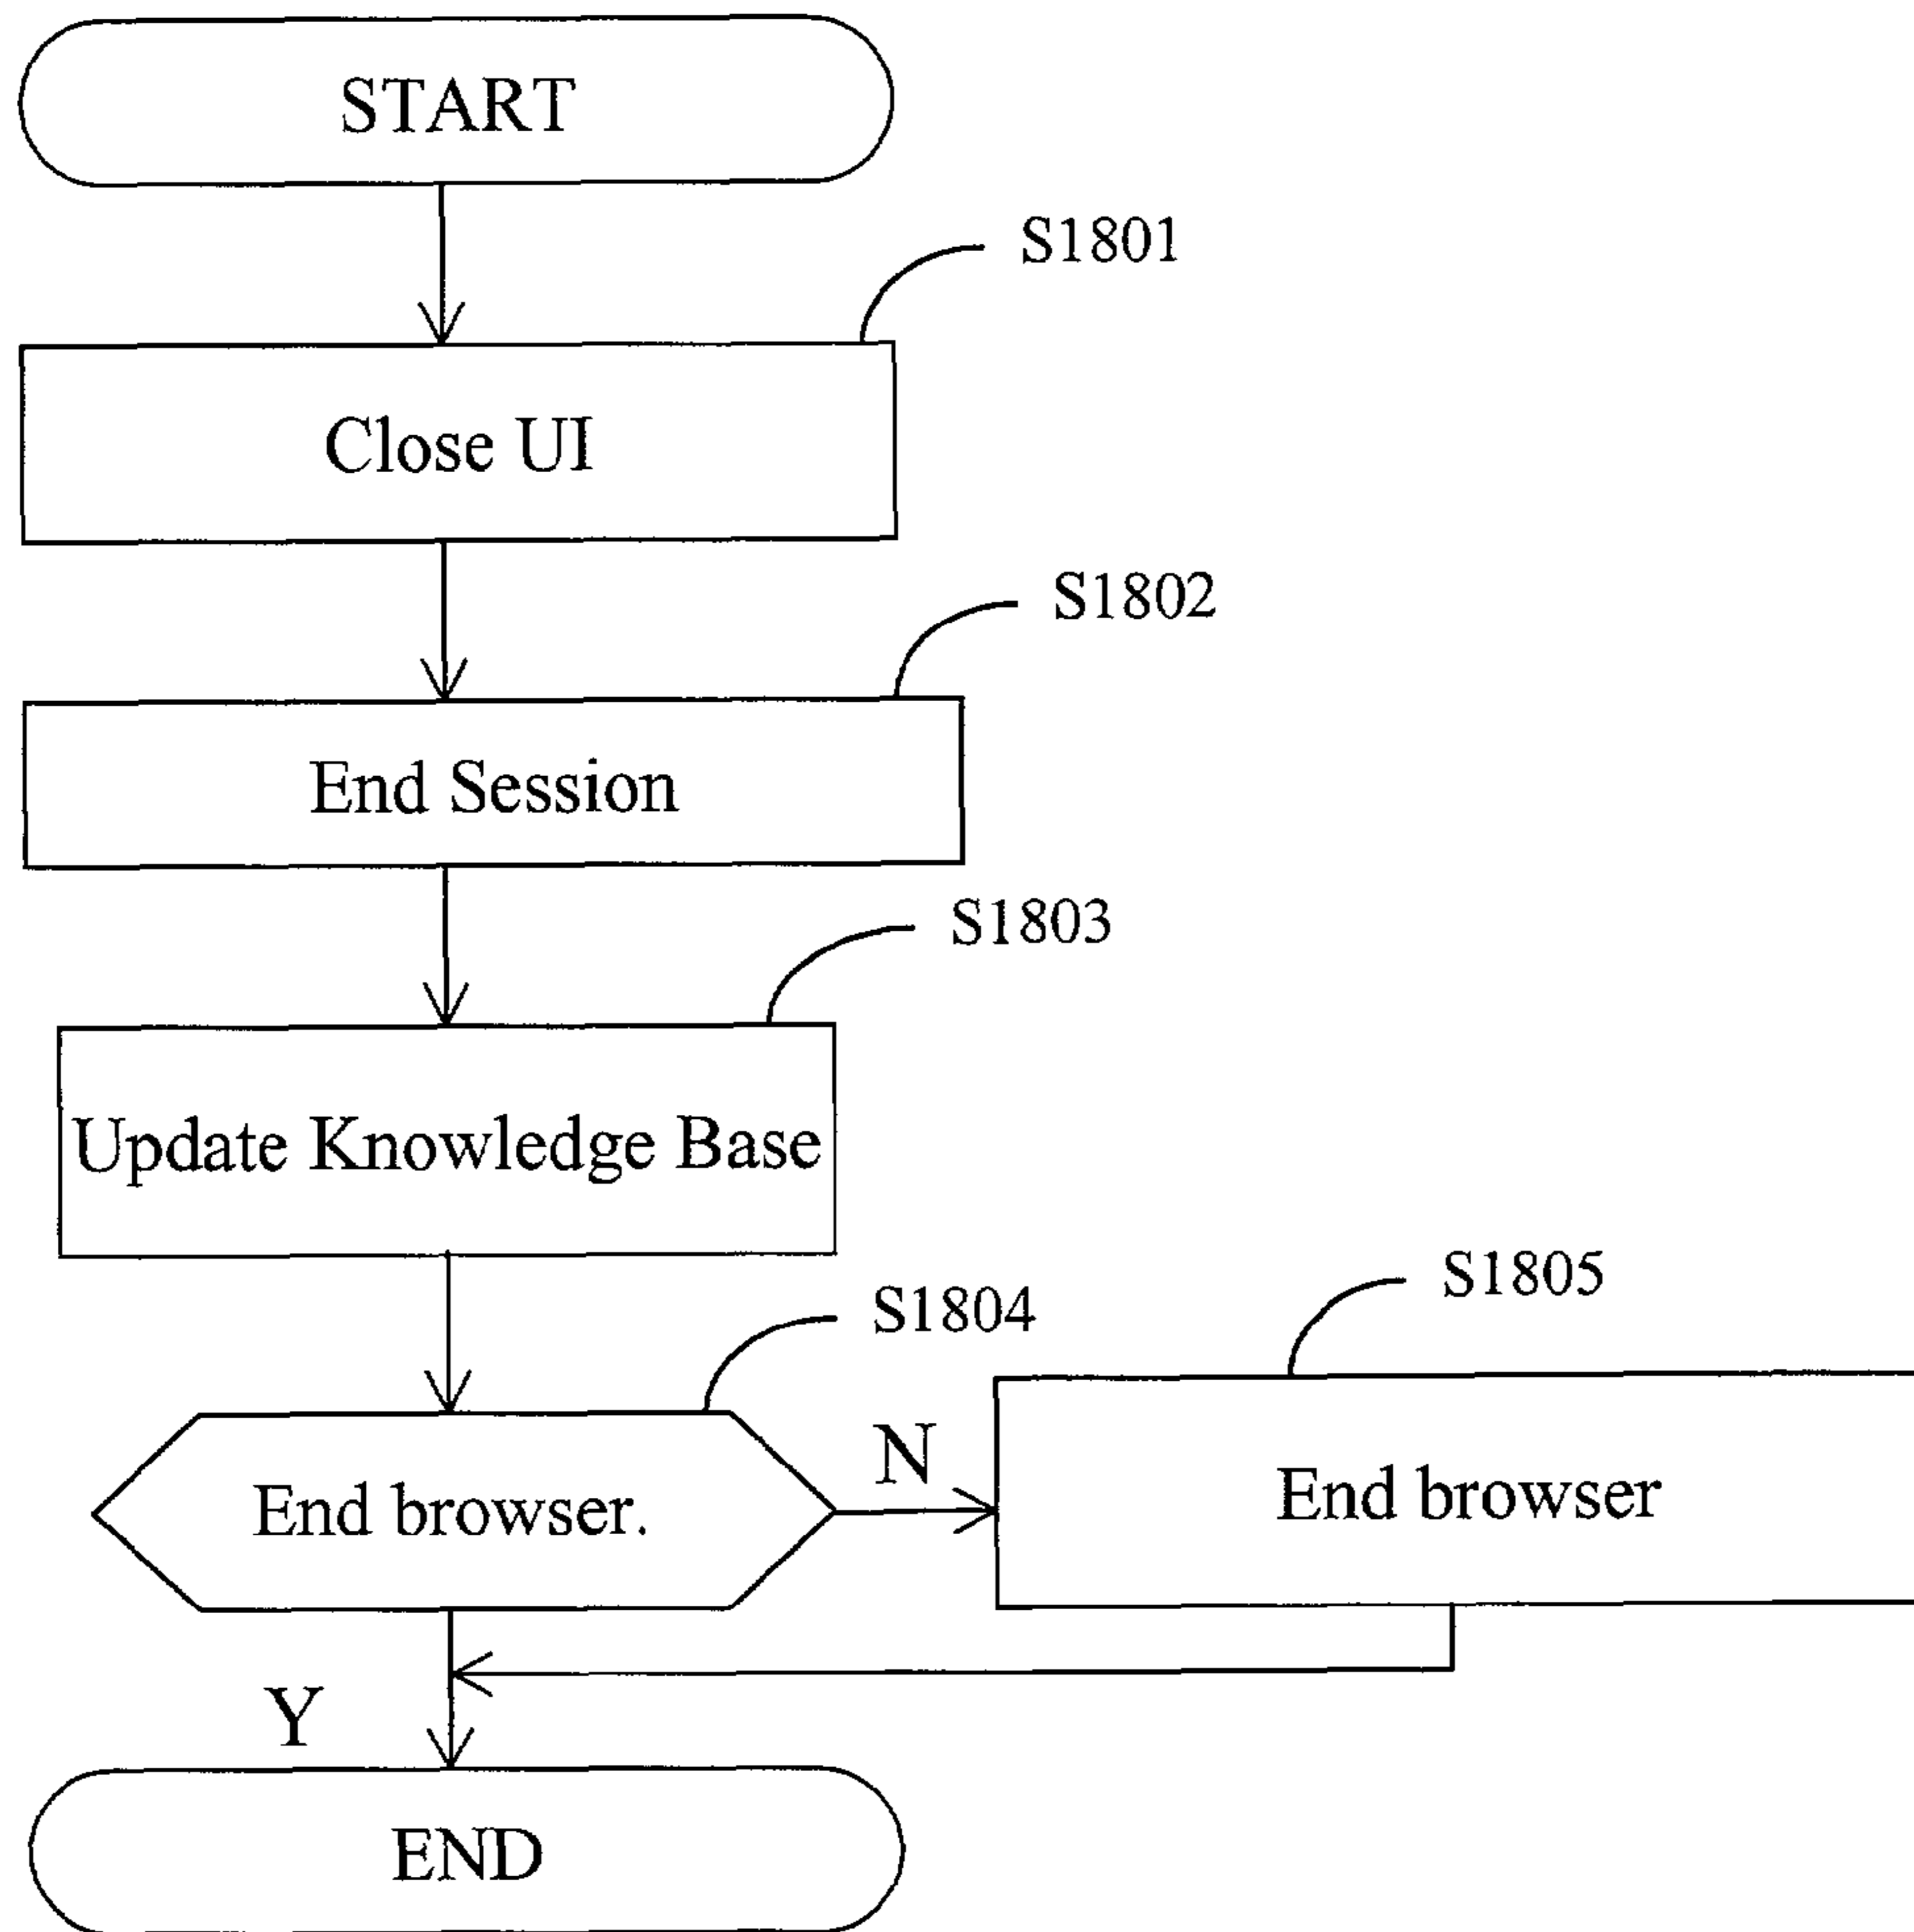 START
S1801
Close UI
S1802
End Session
S1803
Update Knowledge Base
S1804
S1805
End browser.
N
End browser
Y
END